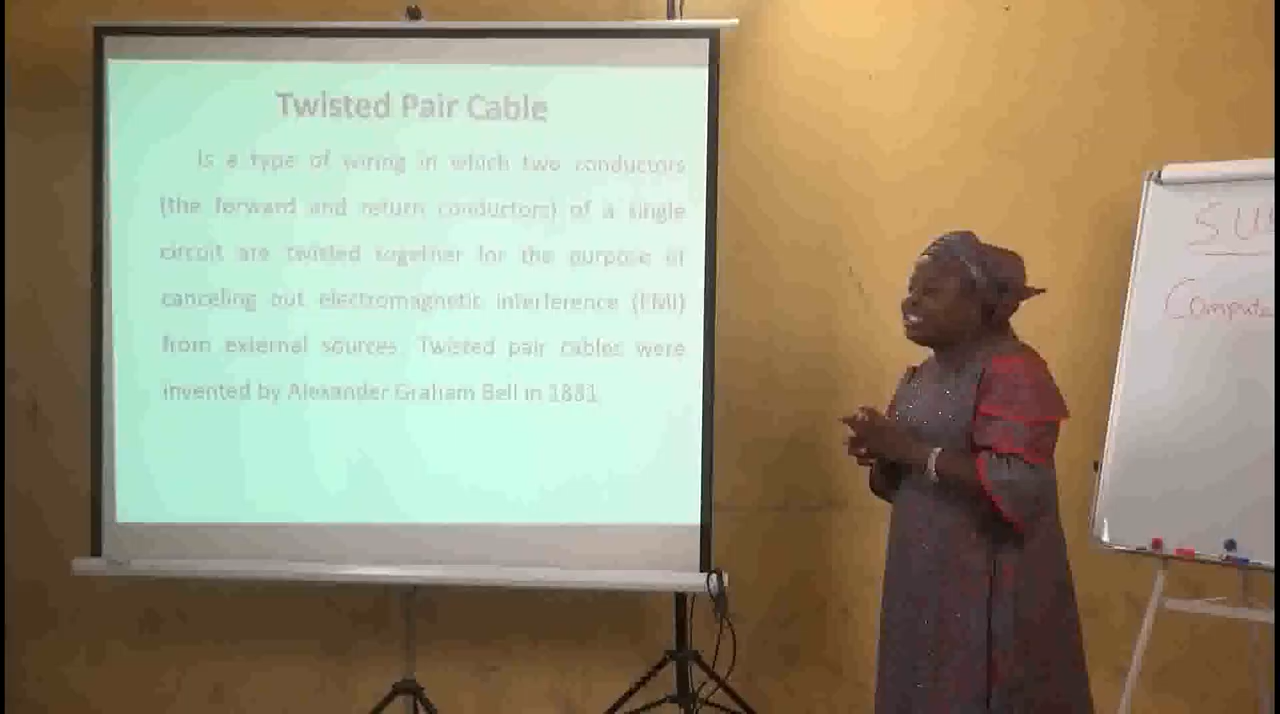 Twisted Pair Cable
Is a type of wiring in which two conductors
(the forward and return conductors) of a single
circuit are twisted together for the purpose of
canceling out electromagnetic interference (EMI)
from external sources. Twisted pair cables were
invented by Alexander Graham Bell in 1881
SU
Compute